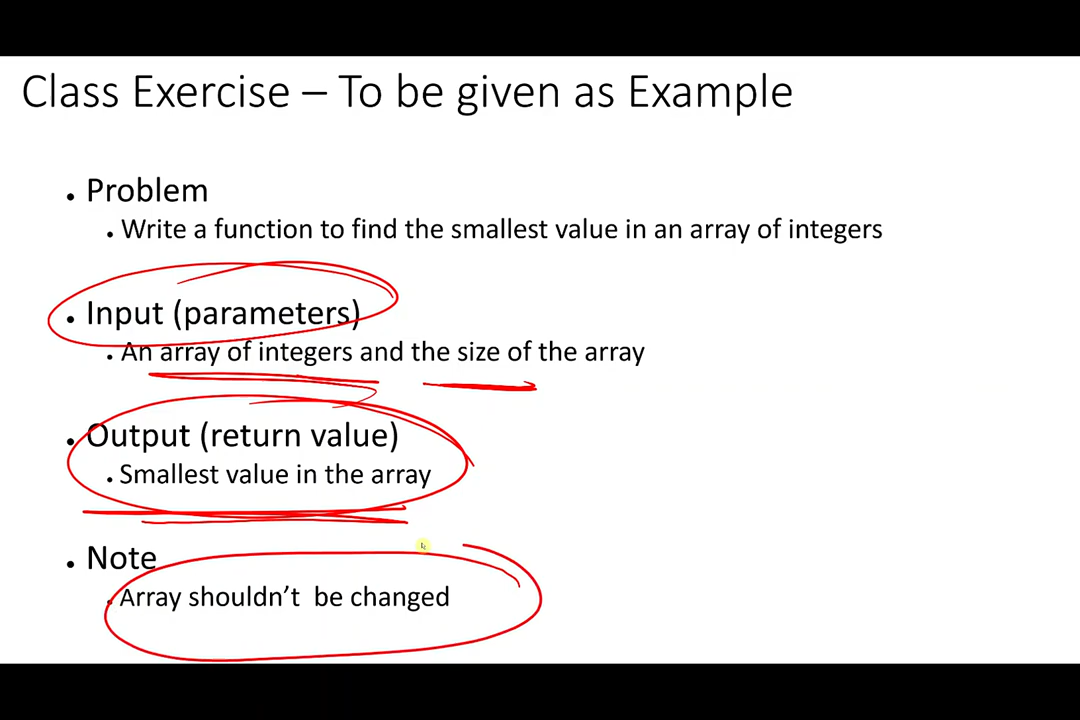 Class Exercise – To be given as Example
• Problem
• Write a function to find the smallest value in an array of integers
• Input (parameters)
• An array of integers and the size of the array
• Output (return value)
• Smallest value in the array
• Note
• Array shouldn’t be changed